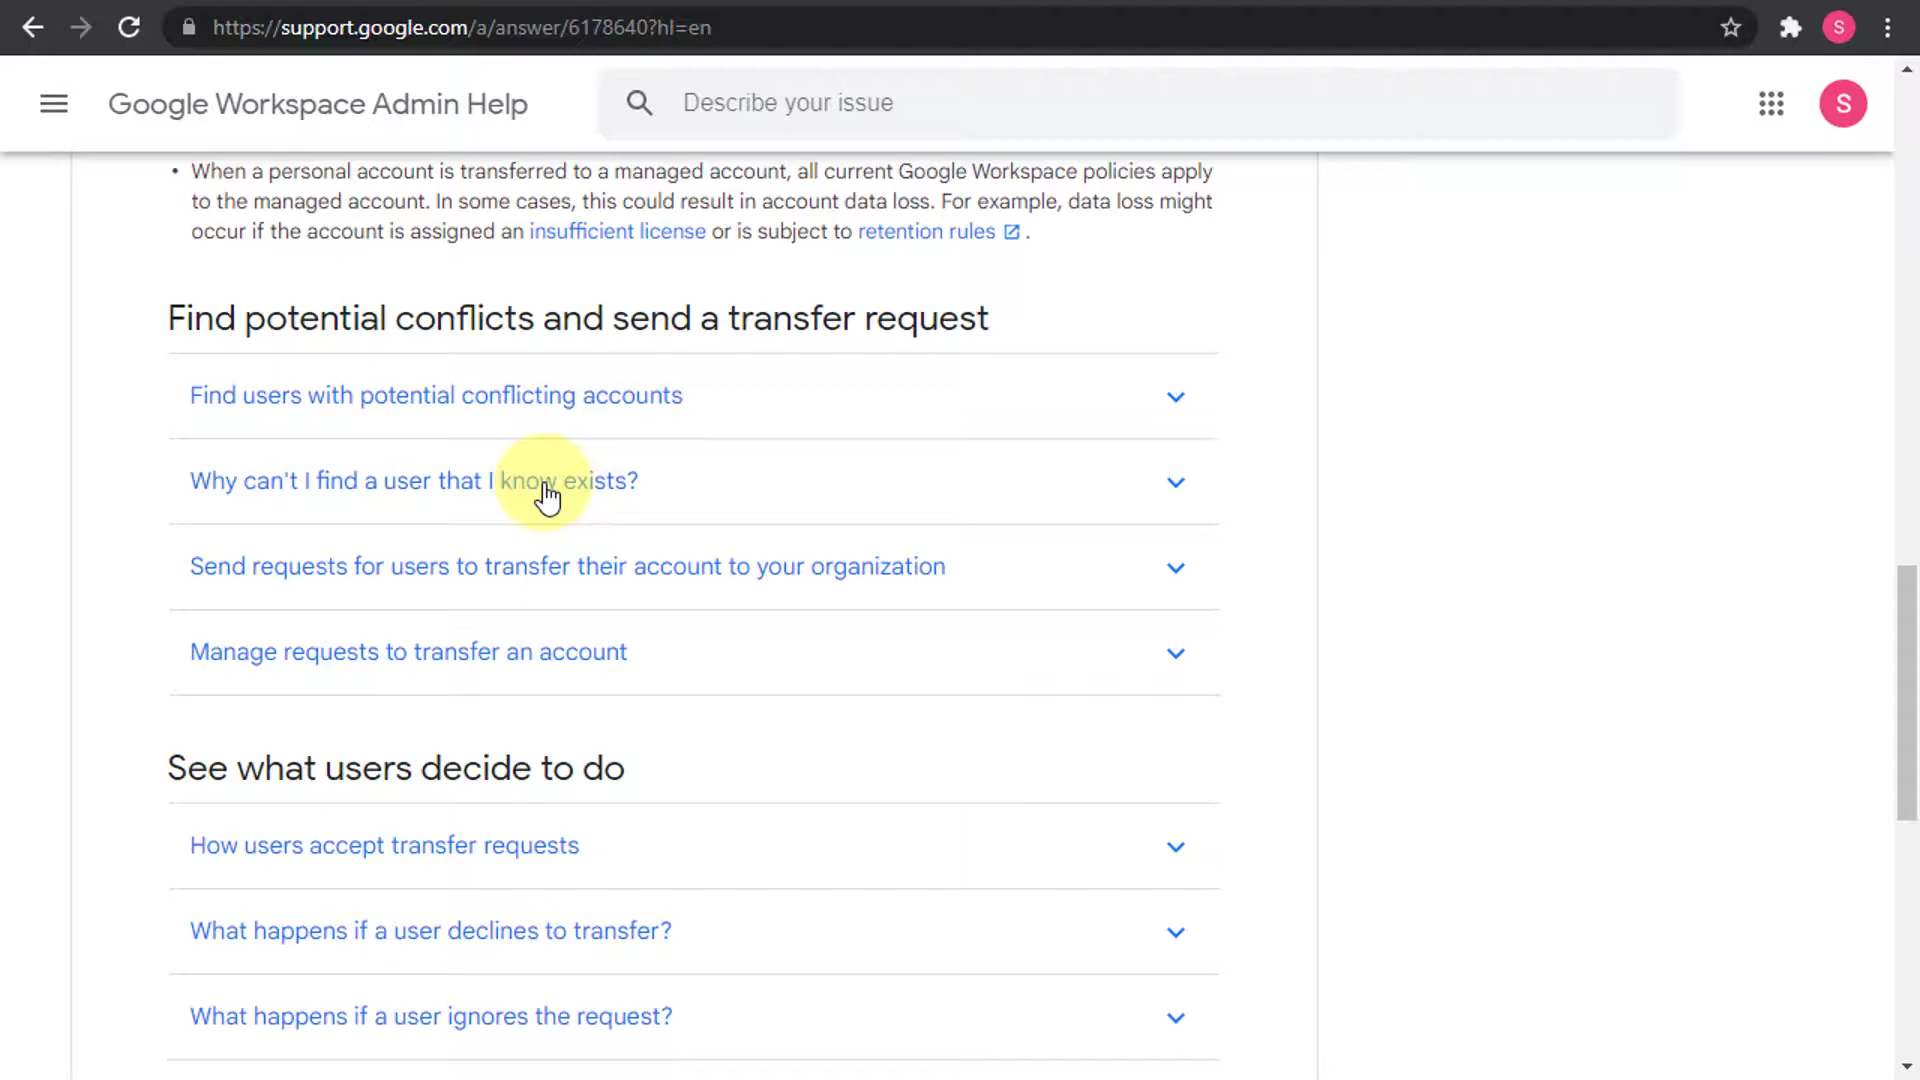 https://support.google.com/a/answer/6178640?hl=en
S
Google Workspace Admin Help
Describe your issue
S
• When a personal account is transferred to a managed account, all current Google Workspace policies apply
to the managed account. In some cases, this could result in account data loss. For example, data loss might
occur if the account is assigned an insufficient license or is subject to retention rules .
Find potential conflicts and send a transfer request
Find users with potential conflicting accounts
Why can't I find a user that I know exists?
Send requests for users to transfer their account to your organization
Manage requests to transfer an account
See what users decide to do
How users accept transfer requests
What happens if a user declines to transfer?
What happens if a user ignores the request?